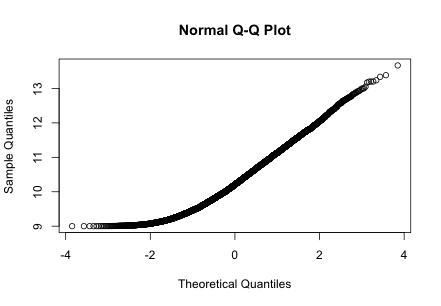 Normal Q-Q Plot
Sample Quantiles
13
12
11
10
9
-4 -2 0 2 4
Theoretical Quantiles